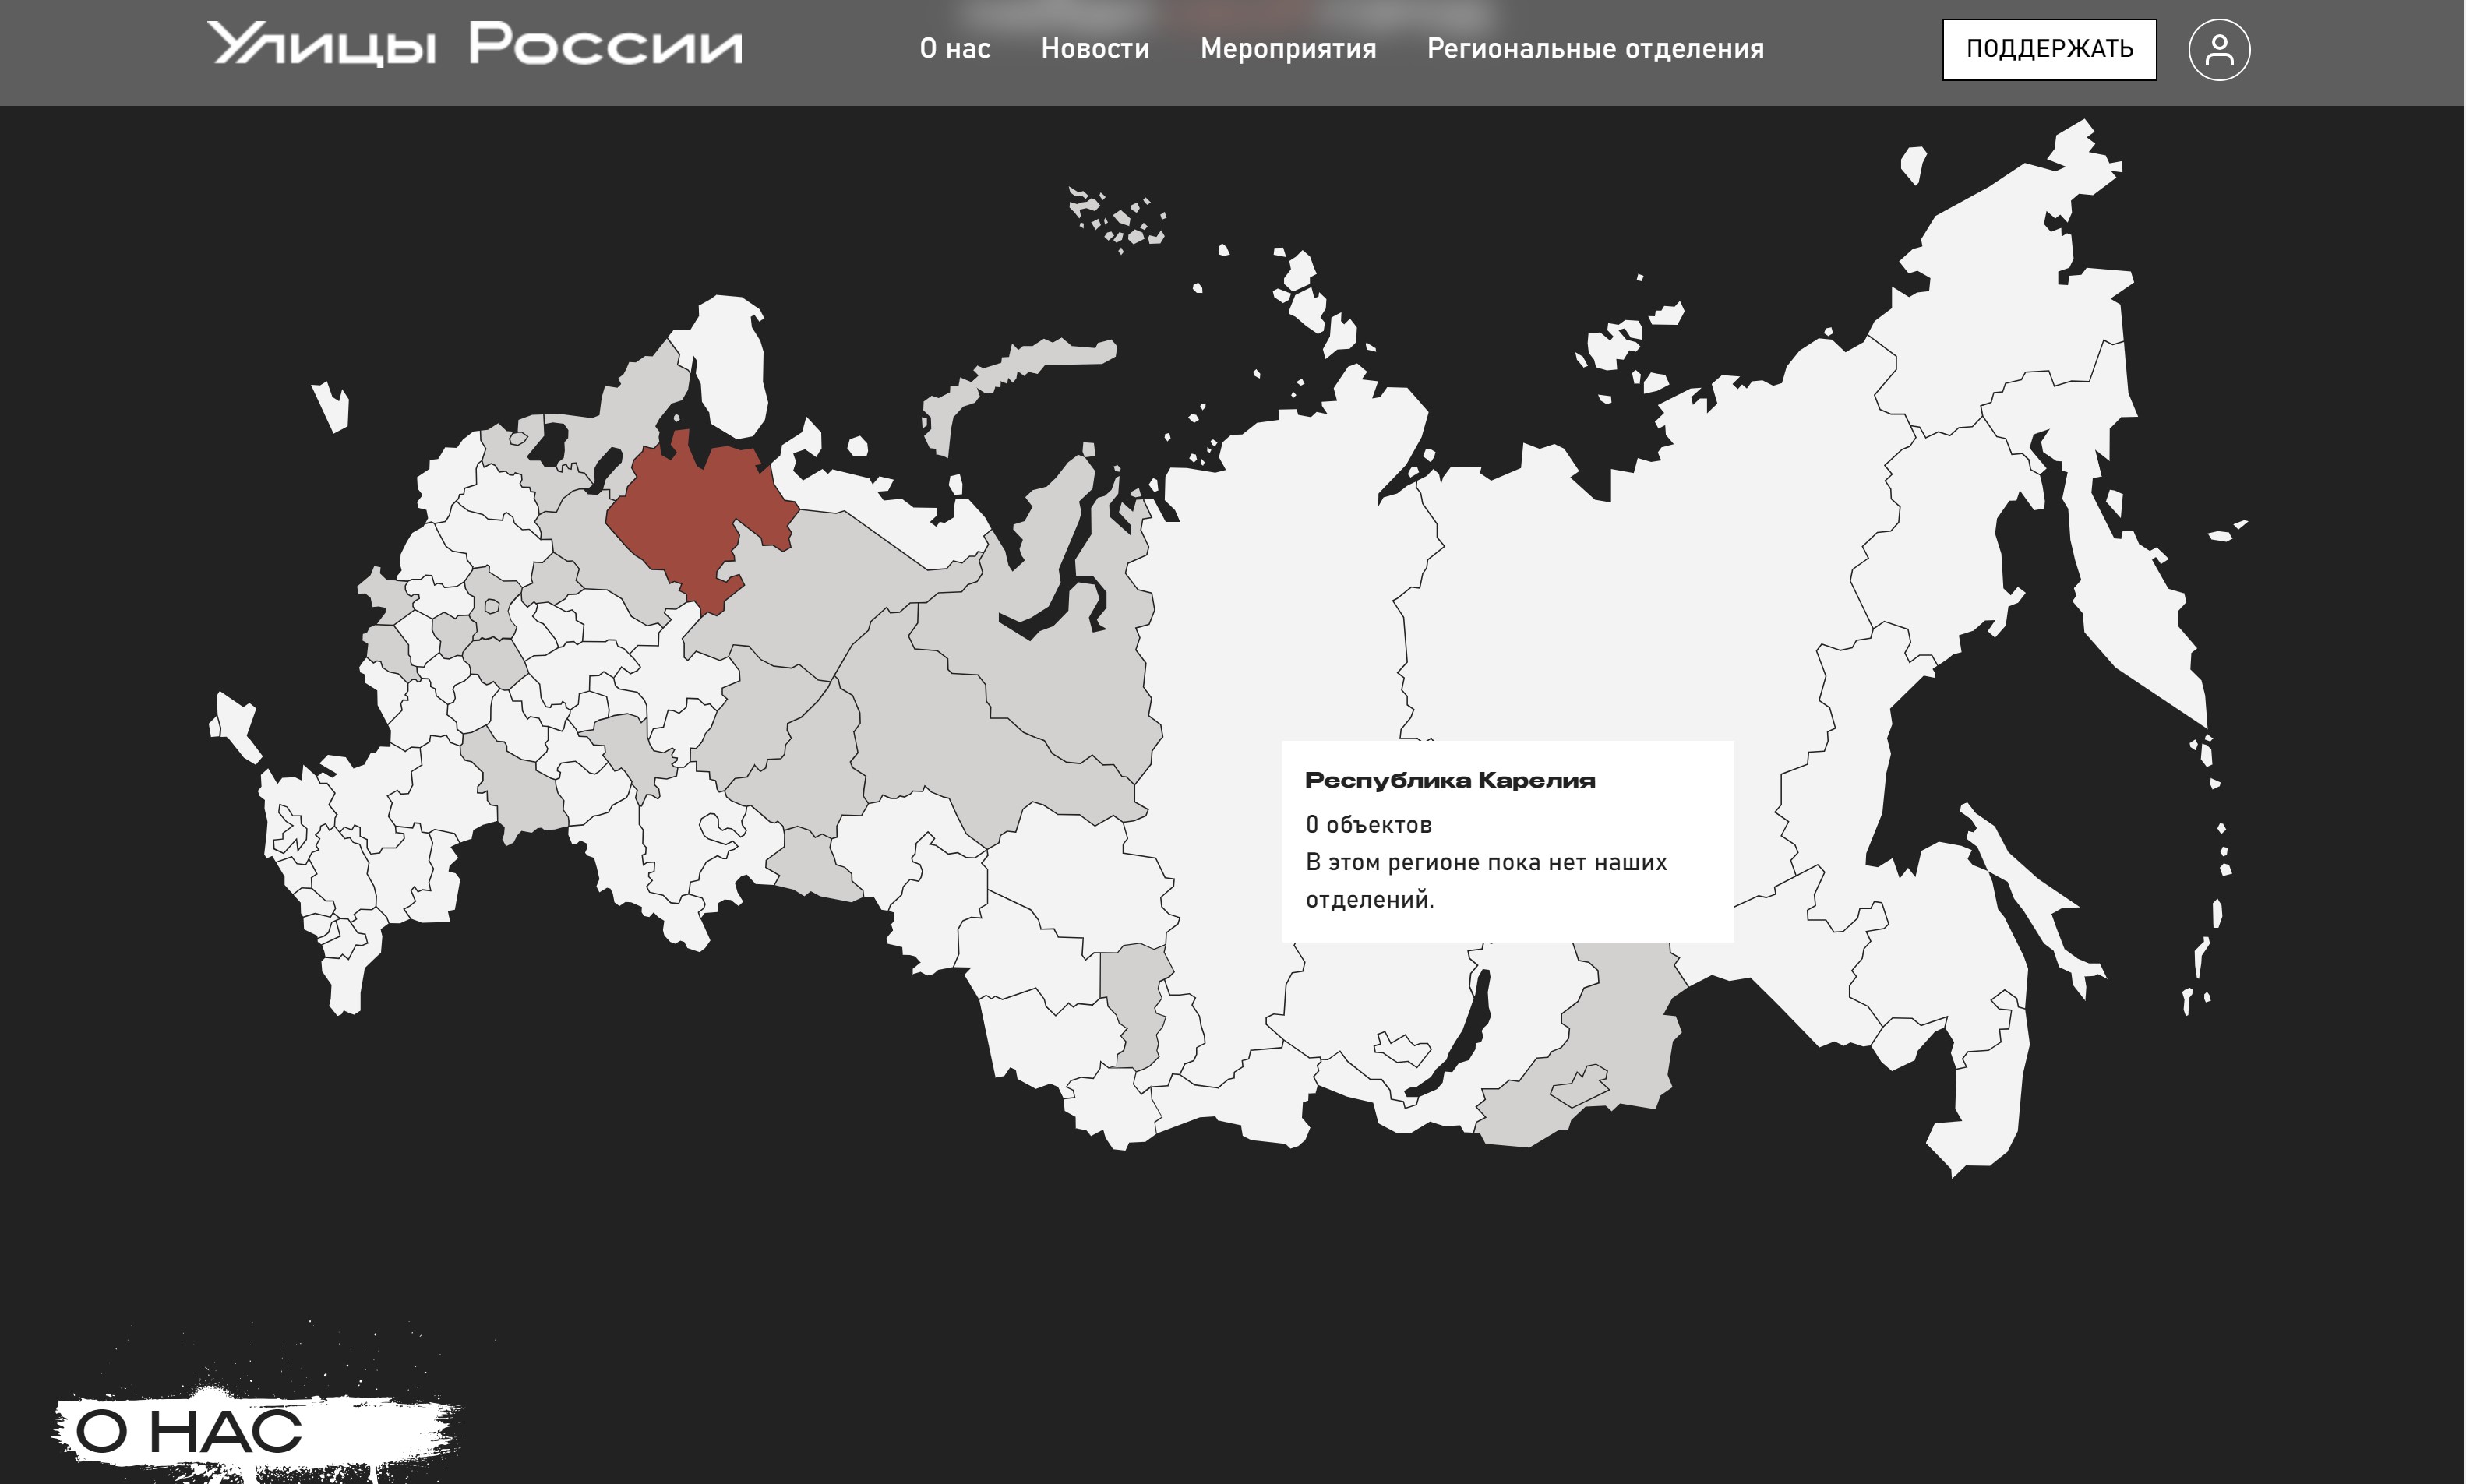 Улицы России
О нас
Новости
Мероприятия
Региональные отделения
ПОДДЕРЖАТЬ
Республика Карелия
0 объектов
В этом регионе пока нет наших
отделений.
О НАС